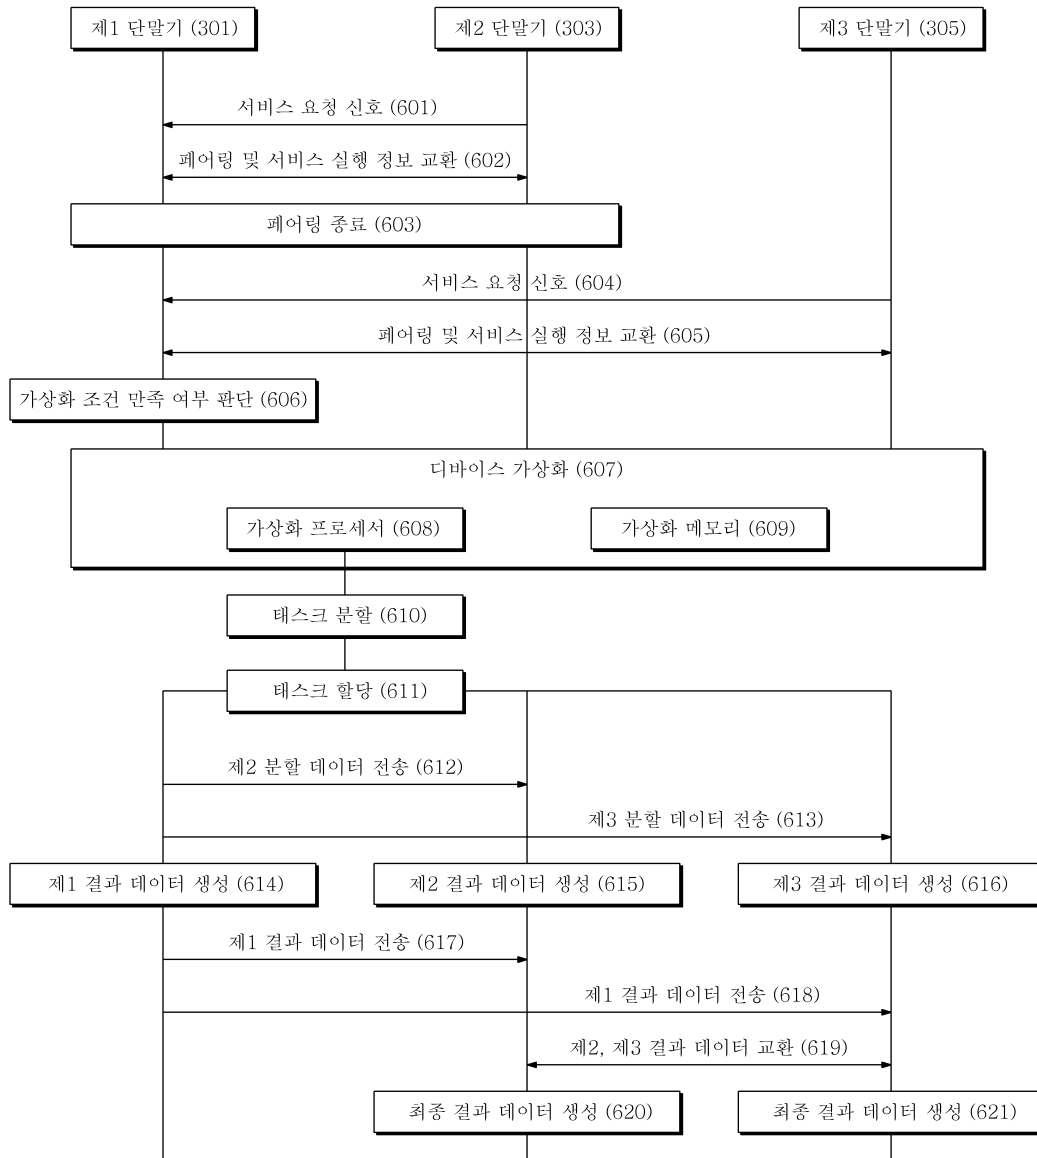 제1 단말기 (301)
제2 단말기 (303)
제3 단말기 (305)
서비스 요청 신호 (601)
페어링 및 서비스 실행 정보 교환 (602)
페어링 종료 (603)
서비스 요청 신호 (604)
페어링 및 서비스 실행 정보 교환 (605)
가상화 조건 만족 여부 판단 (606)
디바이스 가상화 (607)
가상화 프로세서 (608)
가상화 메모리 (609)
태스크 분할 (610)
태스크 할당 (611)
제2 분할 데이터 전송 (612)
제3 분할 데이터 전송 (613)
제1 결과 데이터 생성 (614)
제2 결과 데이터 생성 (615)
제3 결과 데이터 생성 (616)
제1 결과 데이터 전송 (617)
제1 결과 데이터 전송 (618)
제2, 제3 결과 데이터 교환 (619)
최종 결과 데이터 생성 (620)
최종 결과 데이터 생성 (621)